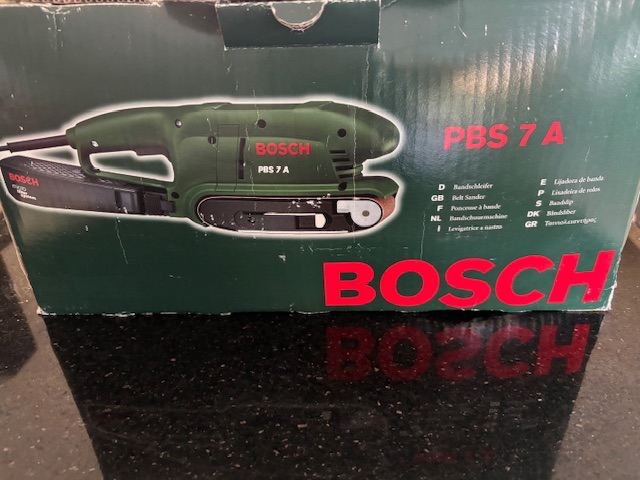 PBS 7 A
BOSCH
PBS 7 A
BOSCH
D Bandschleifer
GB Belt Sander
F Ponceuse à bande
NL Bandschuurmachine
I Levigatrice a nastro
E Lijadora de banda
P Lixadeira de rolos
S Bandslip
DK Båndsliber
GR Ταινιολειαντήρας
BOSCH
BOSCH